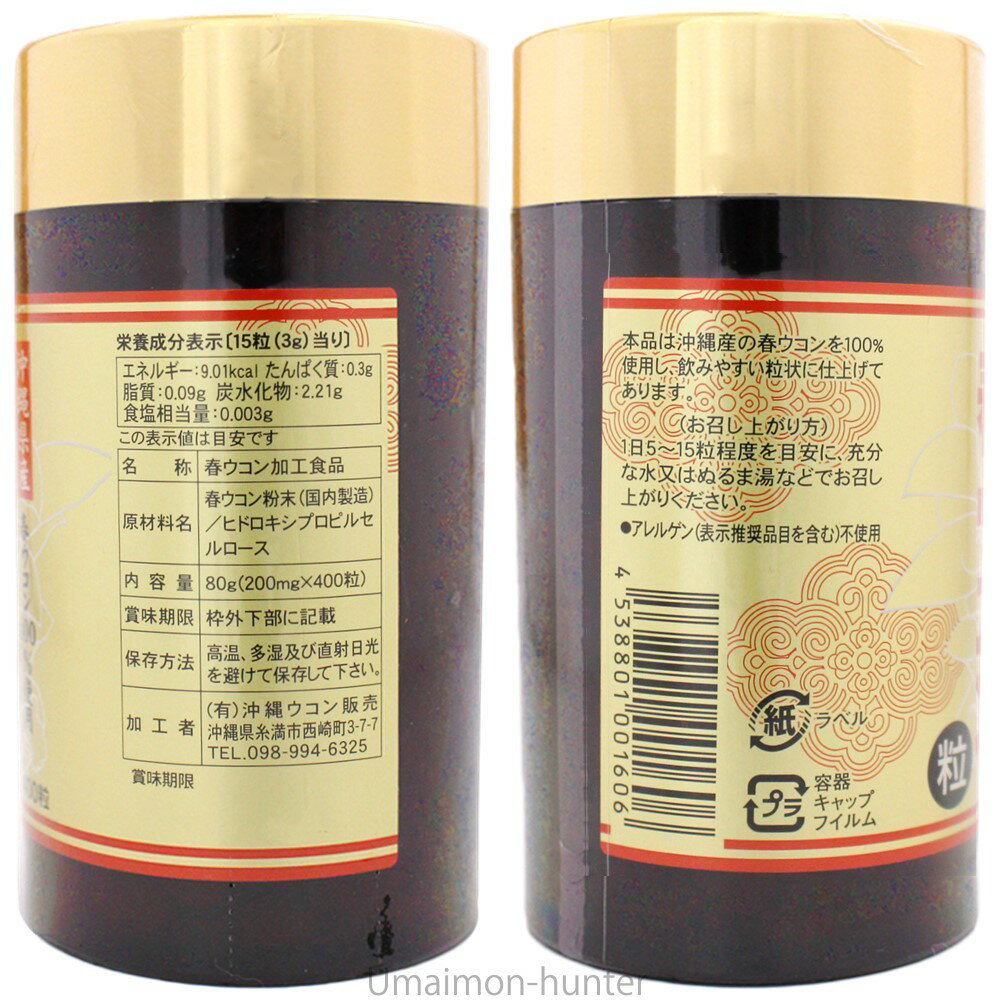 栄養成分表示〔15粒(3g)当り〕
エネルギー:9.01kcal たんぱく質:0.3g
脂質:0.09g 炭水化物:2.21g
食塩相当量:0.003g
この表示値は目安です
名称 春ウコン加工食品
原材料名 春ウコン粉末(国内製造)
/ヒドロキシプロピルセ
ルロース
内容量 80g(200mg×400粒)
賞味期限 枠外下部に記載
保存方法 高温、多湿及び直射日光
を避けて保存して下さい。
加工者 (有)沖縄ウコン販売
沖縄県糸満市西崎町3-7-7
TEL.098-994-6325
賞味期限
沖縄県産
本品は沖縄産の春ウコンを100%
使用し、飲みやすい粒状に仕上げて
あります。
(お召し上がり方)
1日5~15粒程度を目安に、充分
な水又はぬるま湯などでお召し
上がりください。
●アレルゲン(表示推奨品目を含む)不使用
4538801001606
紙 ラベル
プラ 容器
キャップ
フイルム
粒
Umaimon-hunter